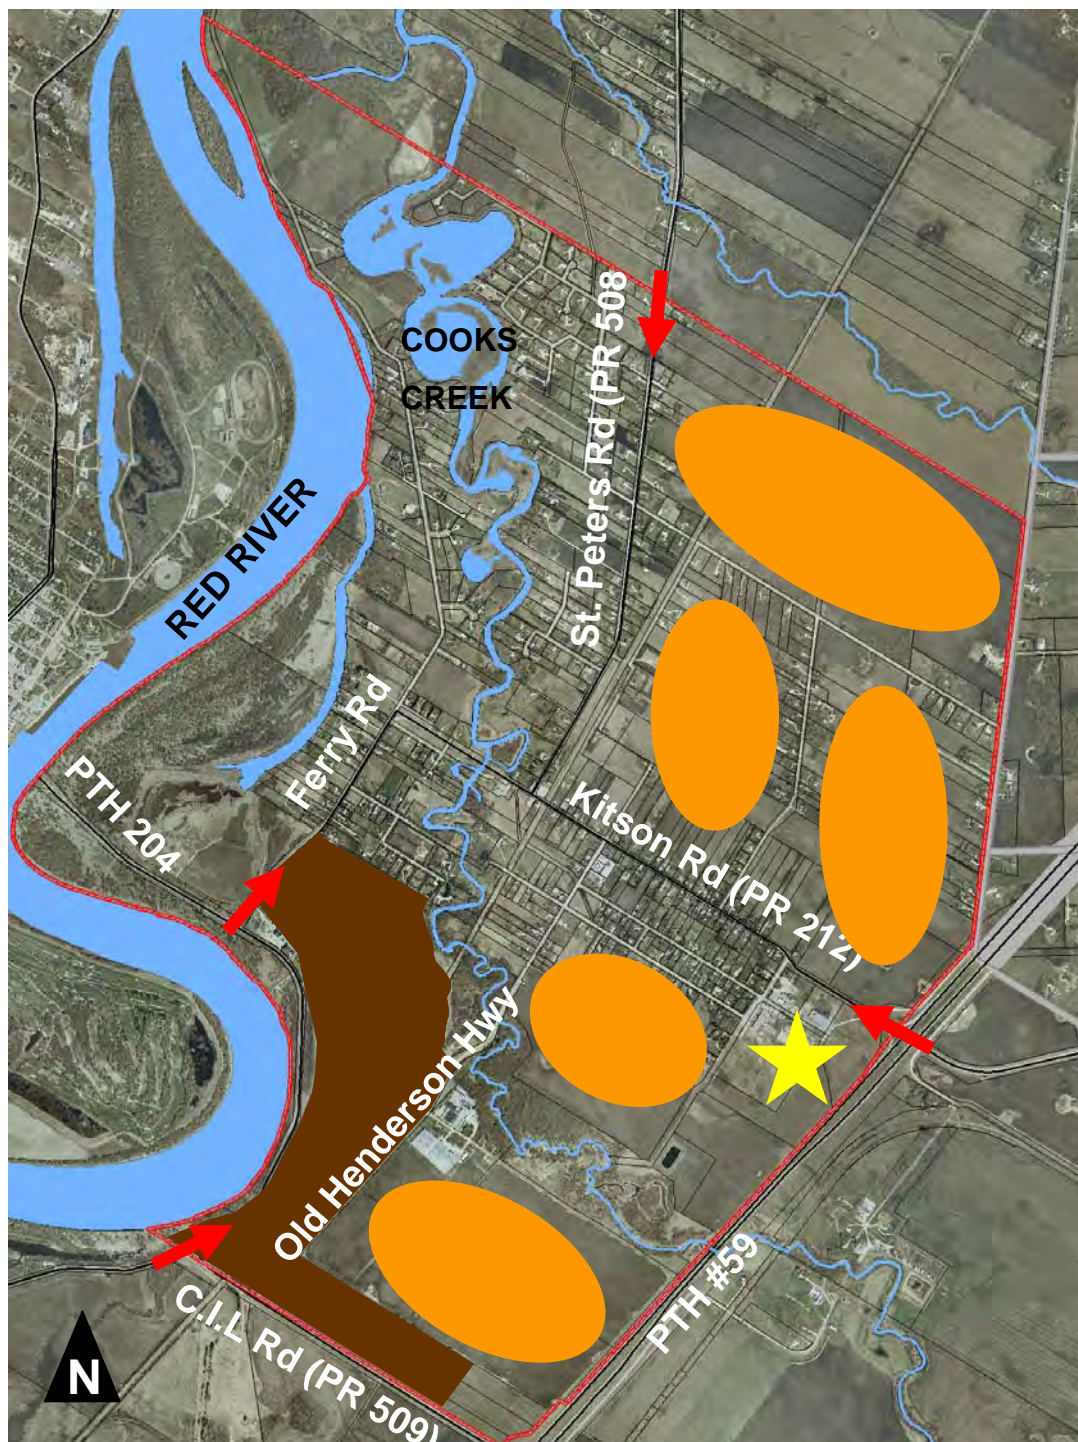 COOKS
CREEK
St. Peters Rd (PR 508
RED RIVER
Ferry Rd
PTH 204
Kitson Rd (PR 212)
Old Henderson Hwy
PTH #59
C.I.L Rd (PR 509)
N